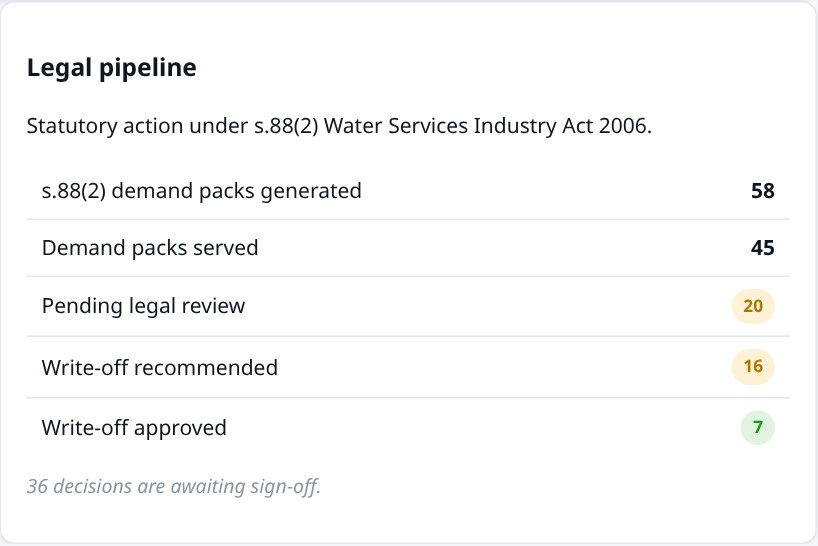 Legal pipeline
Statutory action under s.88(2) Water Services Industry Act 2006.
s.88(2) demand packs generated 58
Demand packs served 45
Pending legal review 20
Write-off recommended 16
Write-off approved 7
36 decisions are awaiting sign-off.